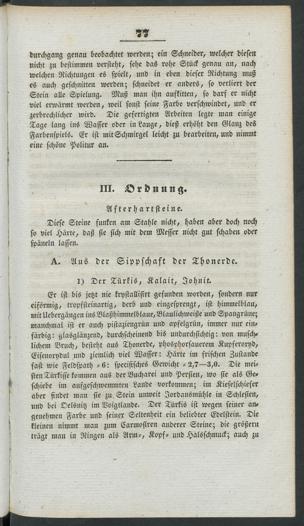 77
durchgang genau beobachtet werden; ein Schneider, welcher diesen
nicht zu bestimmen versteht, sehe das rohe Stück genau an, nach
welchen Richtungen es spielt, und in eben dieser Richtung muß
es auch geschnitten werden; schneidet er anders, so verliert der
Stein alle Spielung. Muß man ihn aufkitten, so darf er nicht
viel erwärmt werden, weil sonst seine Farbe verschwindet, und er
zerbrechlicher wird. Die gefertigten Arbeiten legt man einige
Tage lang ins Wasser oder in Lauge, dieß erhöht den Glanz des
Farbenspiels. Er ist mit Schmirgel leicht zu bearbeiten, und nimmt
eine schöne Politur an.
III. Ordnung.
Afterhartsteine.
Diese Steine funken am Stahle nicht, haben aber doch noch
so viel Härte, daß sie sich mit dem Messer nicht gut schaben oder
späneln lassen.
A. Aus der Sippschaft der Thonerde.
1) Der Türkis, Kalait, Johnit.
Er ist bis jetzt nie krystallisirt gefunden worden, sondern nur
eiförmig, tropfsteinartig, derb und eingesprengt, ist himmelblau,
mit Uebergängen ins Blaßhimmelblaue, Blaulichweiße und Spangrüne;
manchmal ist er auch pistaziengrün und apfelgrün, immer nur ein-
färbig: glasglänzend, durchscheinend bis undurchsichtig: von musch-
lichem Bruch, besteht aus Thonerde, phosphorsauerem Kupferoryd,
Eisenorydul und ziemlich viel Wasser: Härte im frischen Zustande
fast wie Feldspath = 6: specifisches Gewicht = 2,7—3,0. Die mei-
sten Türkisse kommen aus der Bucharei und Persien, wo sie als Ge-
schiebe im aufgeschwemmten Lande vorkommen; im Kieselschiefer
aber findet man sie zu Stein unweit Jordansmühle in Schlesien,
und bei Oelsnitz im Voigtlande. Der Türkis ist wegen seiner an-
genehmen Farbe und seiner Seltenheit ein beliebter Edelstein. Die
kleinen nimmt man zum Carmosiren anderer Steine; die größern
trägt man in Ringen als Arm-, Kopf- und Halsschmuck; auch zu